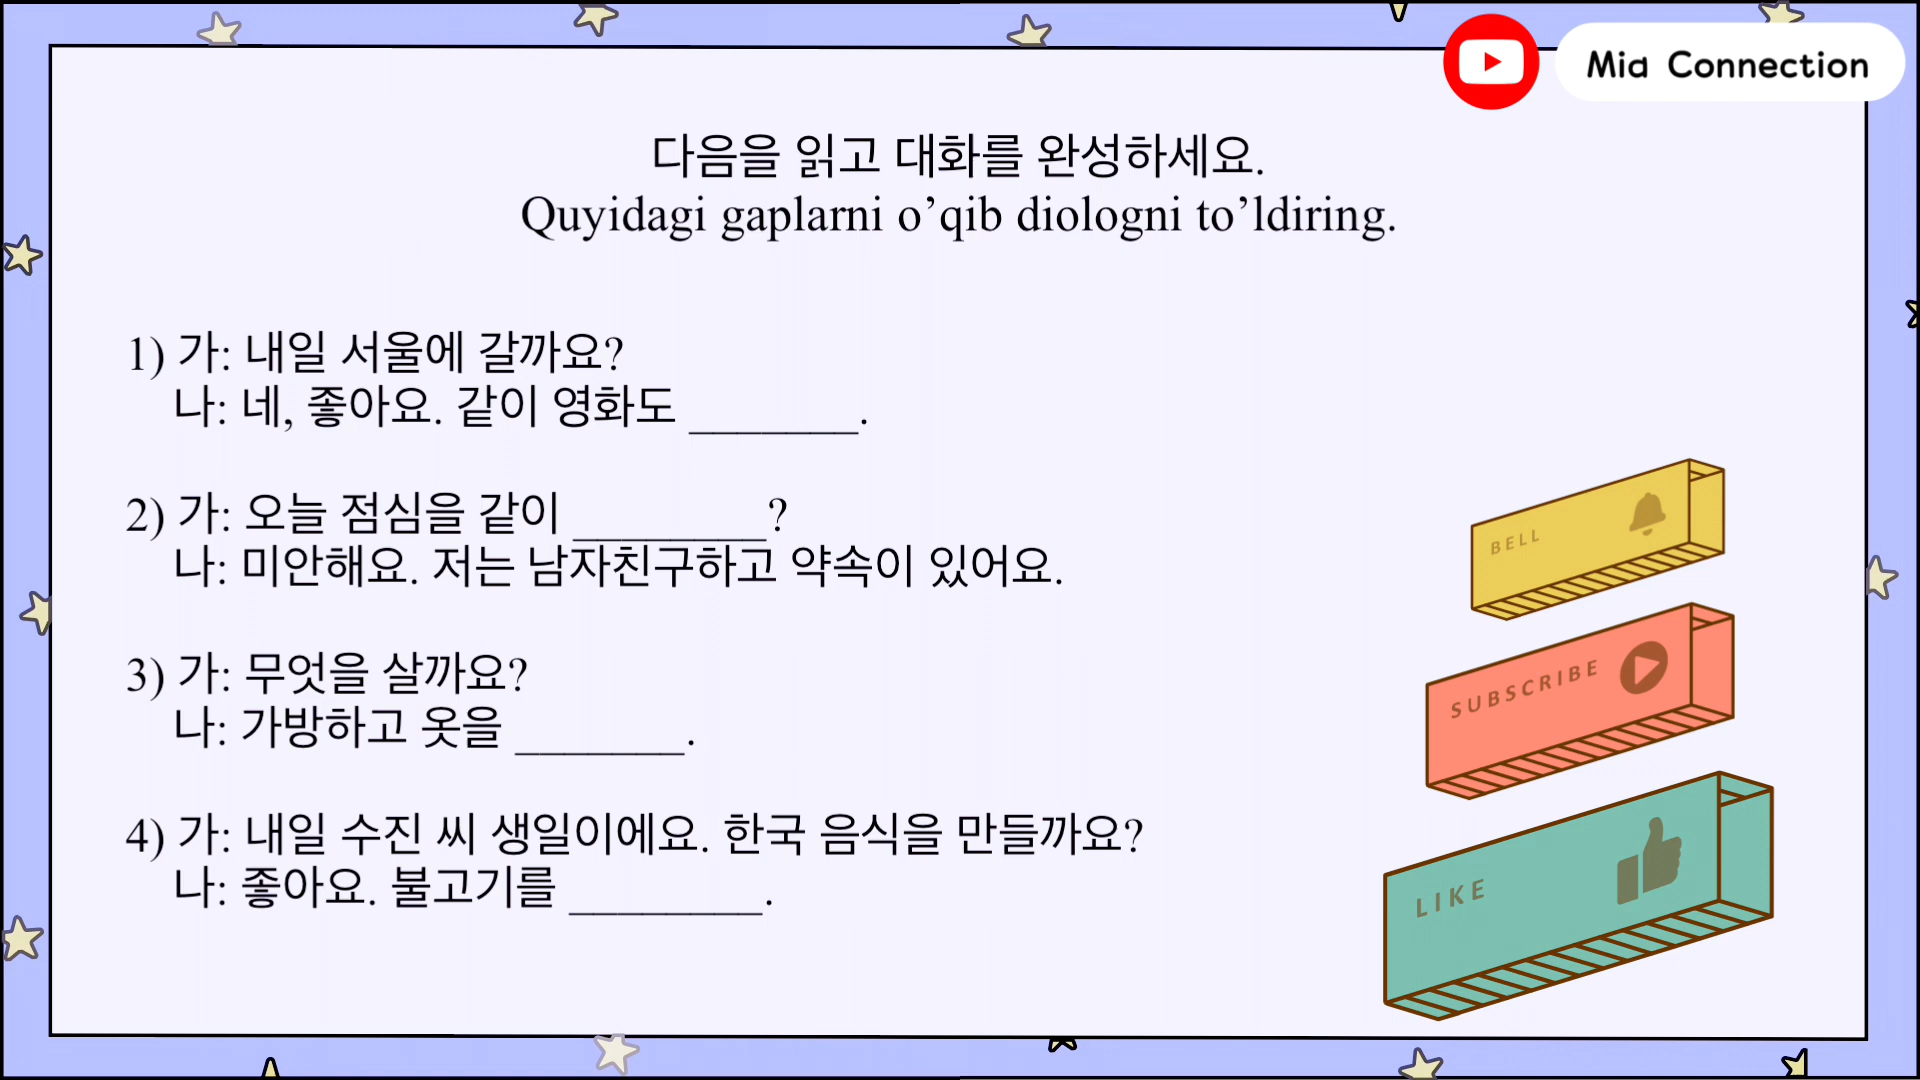 Mia Connection
다음을 읽고 대화를 완성하세요.
Quyidagi gaplarni o’qib diologni to’ldiring.
1) 가: 내일 서울에 갈까요?
나: 네, 좋아요. 같이 영화도 _______.
2) 가: 오늘 점심을 같이 ________?
나: 미안해요. 저는 남자친구하고 약속이 있어요.
3) 가: 무엇을 살까요?
나: 가방하고 옷을 _______.
4) 가: 내일 수진 씨 생일이에요. 한국 음식을 만들까요?
나: 좋아요. 불고기를 ________.
BELL
SUBSCRIBE
LIKE